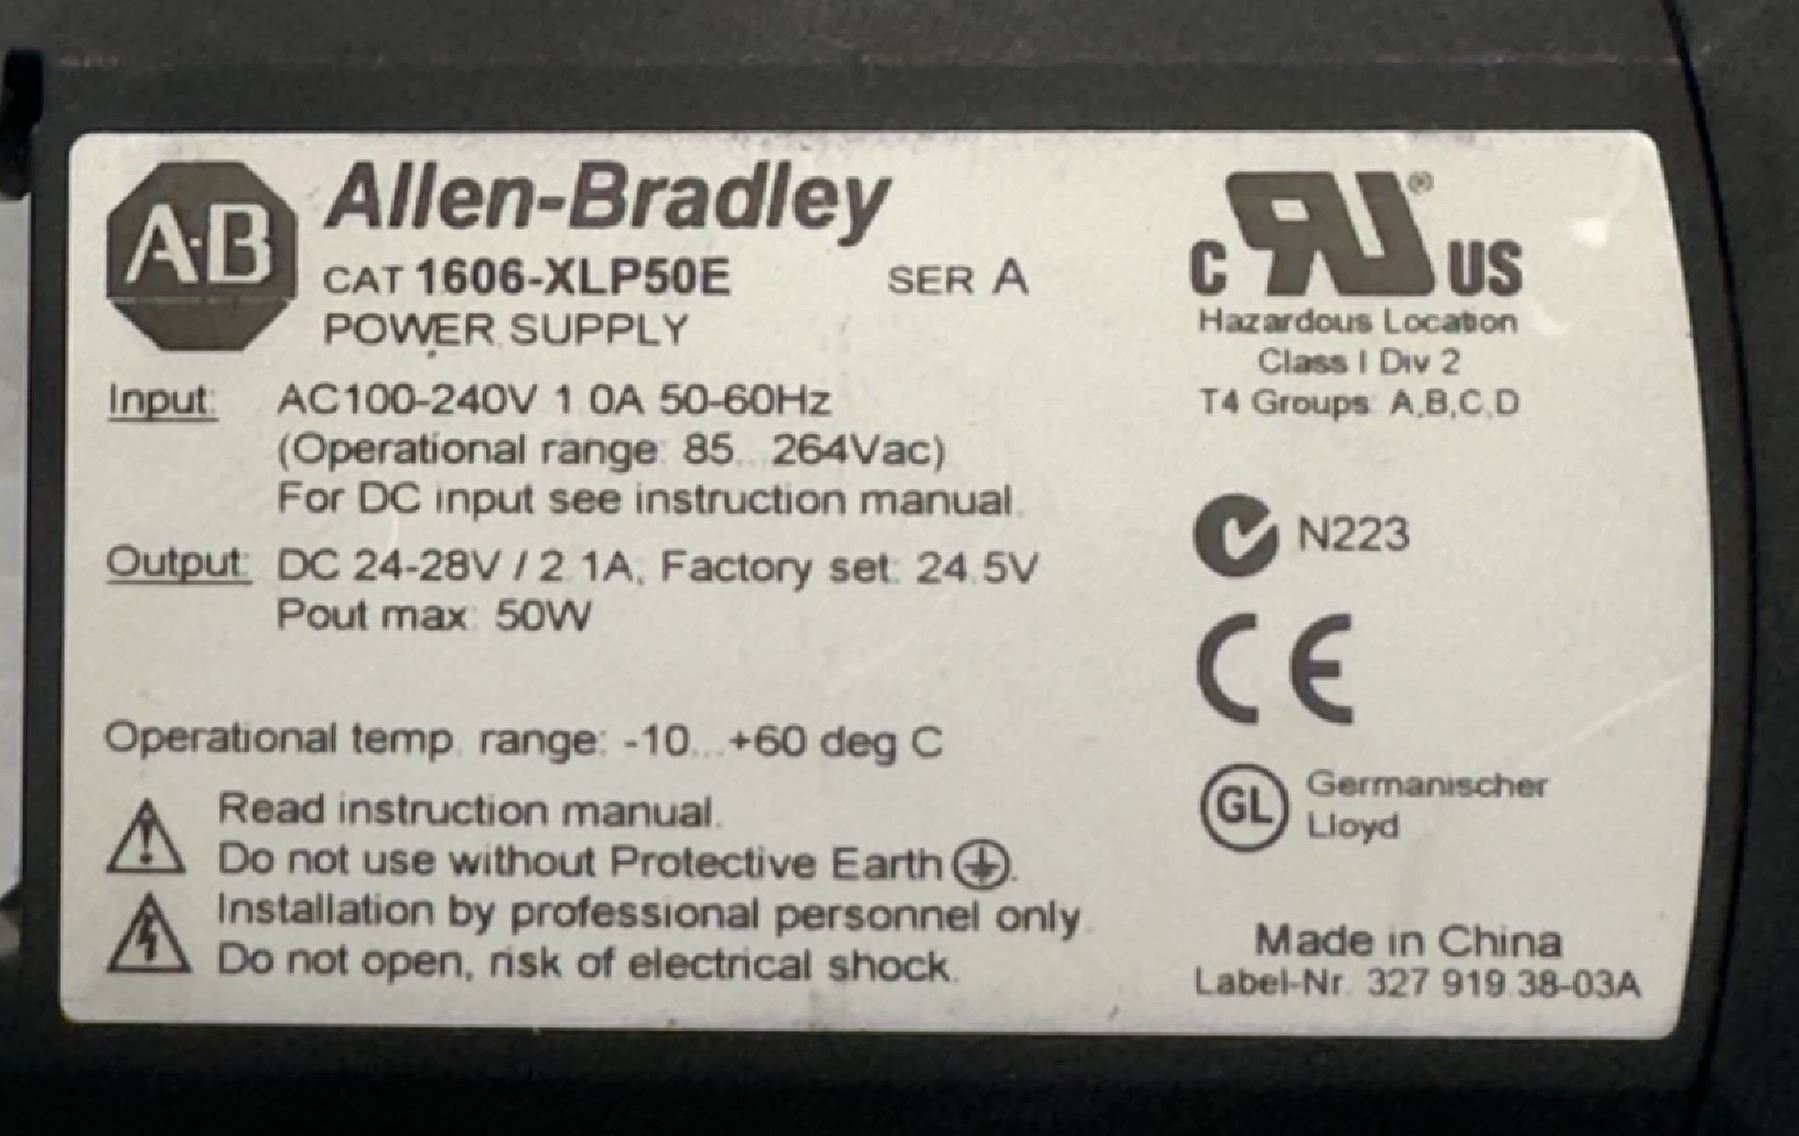 A·B Allen-Bradley
CAT 1606-XLP50E SER A
POWER SUPPLY
Input: AC100-240V 1.0A 50-60Hz
(Operational range: 85...264Vac)
For DC input see instruction manual.
Output: DC 24-28V / 2.1A, Factory set: 24.5V
Pout max: 50W
Operational temp. range: -10...+60 deg C
Read instruction manual.
Do not use without Protective Earth.
Installation by professional personnel only.
Do not open, risk of electrical shock.
C RU® US
Hazardous Location
Class I Div 2
T4 Groups: A,B,C,D
N223
CE
GL Germanischer
Lloyd
Made in China
Label-Nr. 327 919.38-03A